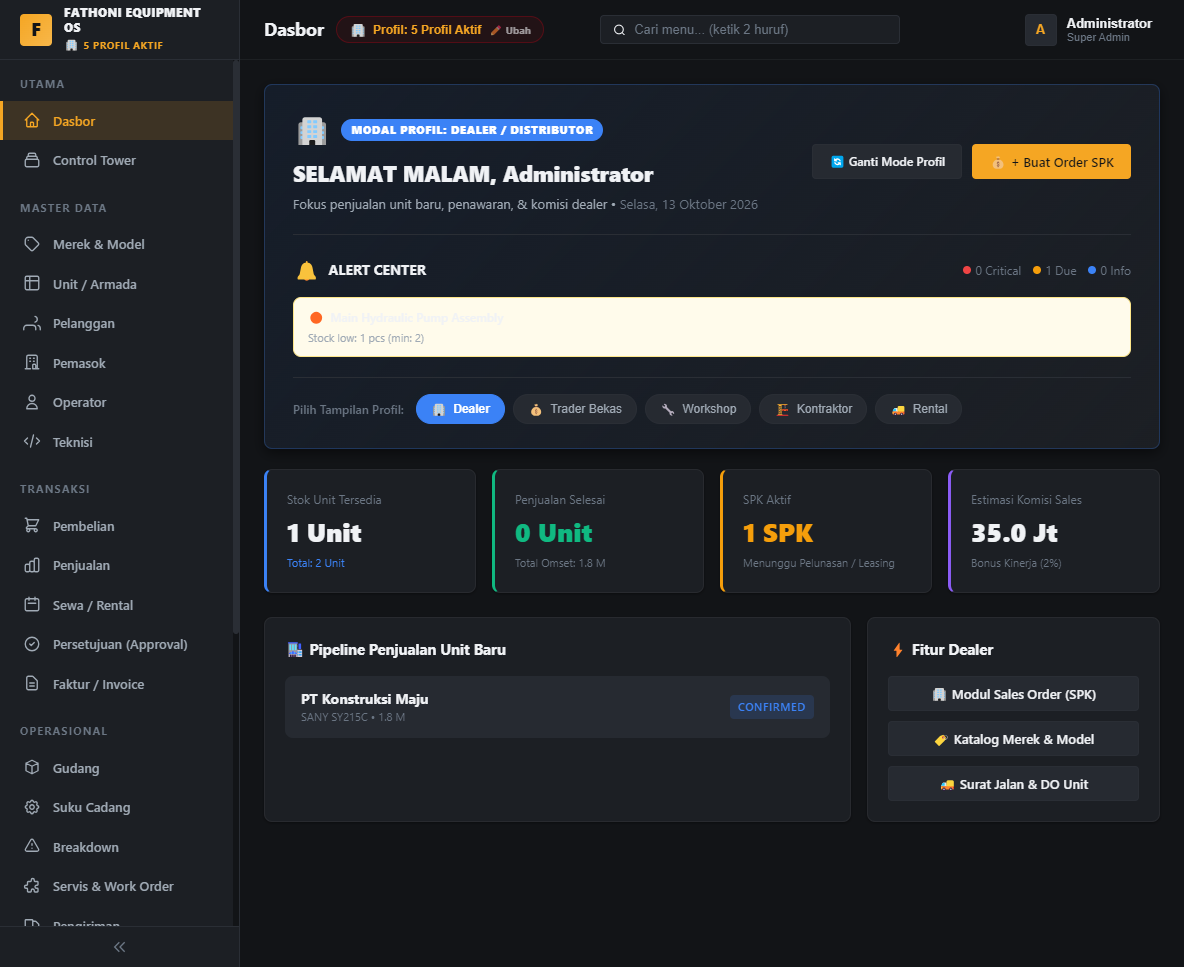 FATHONI EQUIPMENT
OS
5 PROFIL AKTIF
UTAMA
Dasbor
Control Tower
MASTER DATA
Merek & Model
Unit / Armada
Pelanggan
Pemasok
Operator
Teknisi
TRANSAKSI
Pembelian
Penjualan
Sewa / Rental
Persetujuan (Approval)
Faktur / Invoice
OPERASIONAL
Gudang
Suku Cadang
Breakdown
Servis & Work Order
Pengiriman
Dasbor
Profil: 5 Profil Aktif
Ubah
Cari menu... (ketik 2 huruf)
A
Administrator
Super Admin
MODAL PROFIL: DEALER / DISTRIBUTOR
SELAMAT MALAM, Administrator
Fokus penjualan unit baru, penawaran, & komisi dealer • Selasa, 13 Oktober 2026
Ganti Mode Profil
+ Buat Order SPK
ALERT CENTER
0 Critical
1 Due
0 Info
Main Hydraulic Pump Assembly
Stock low: 1 pcs (min: 2)
Pilih Tampilan Profil:
Dealer
Trader Bekas
Workshop
Kontraktor
Rental
Stok Unit Tersedia
1 Unit
Total: 2 Unit
Penjualan Selesai
0 Unit
Total Omset: 1.8 M
SPK Aktif
1 SPK
Menunggu Pelunasan / Leasing
Estimasi Komisi Sales
35.0 Jt
Bonus Kinerja (2%)
Pipeline Penjualan Unit Baru
PT Konstruksi Maju
SANY SY215C • 1.8 M
CONFIRMED
Fitur Dealer
Modul Sales Order (SPK)
Katalog Merek & Model
Surat Jalan & DO Unit
F